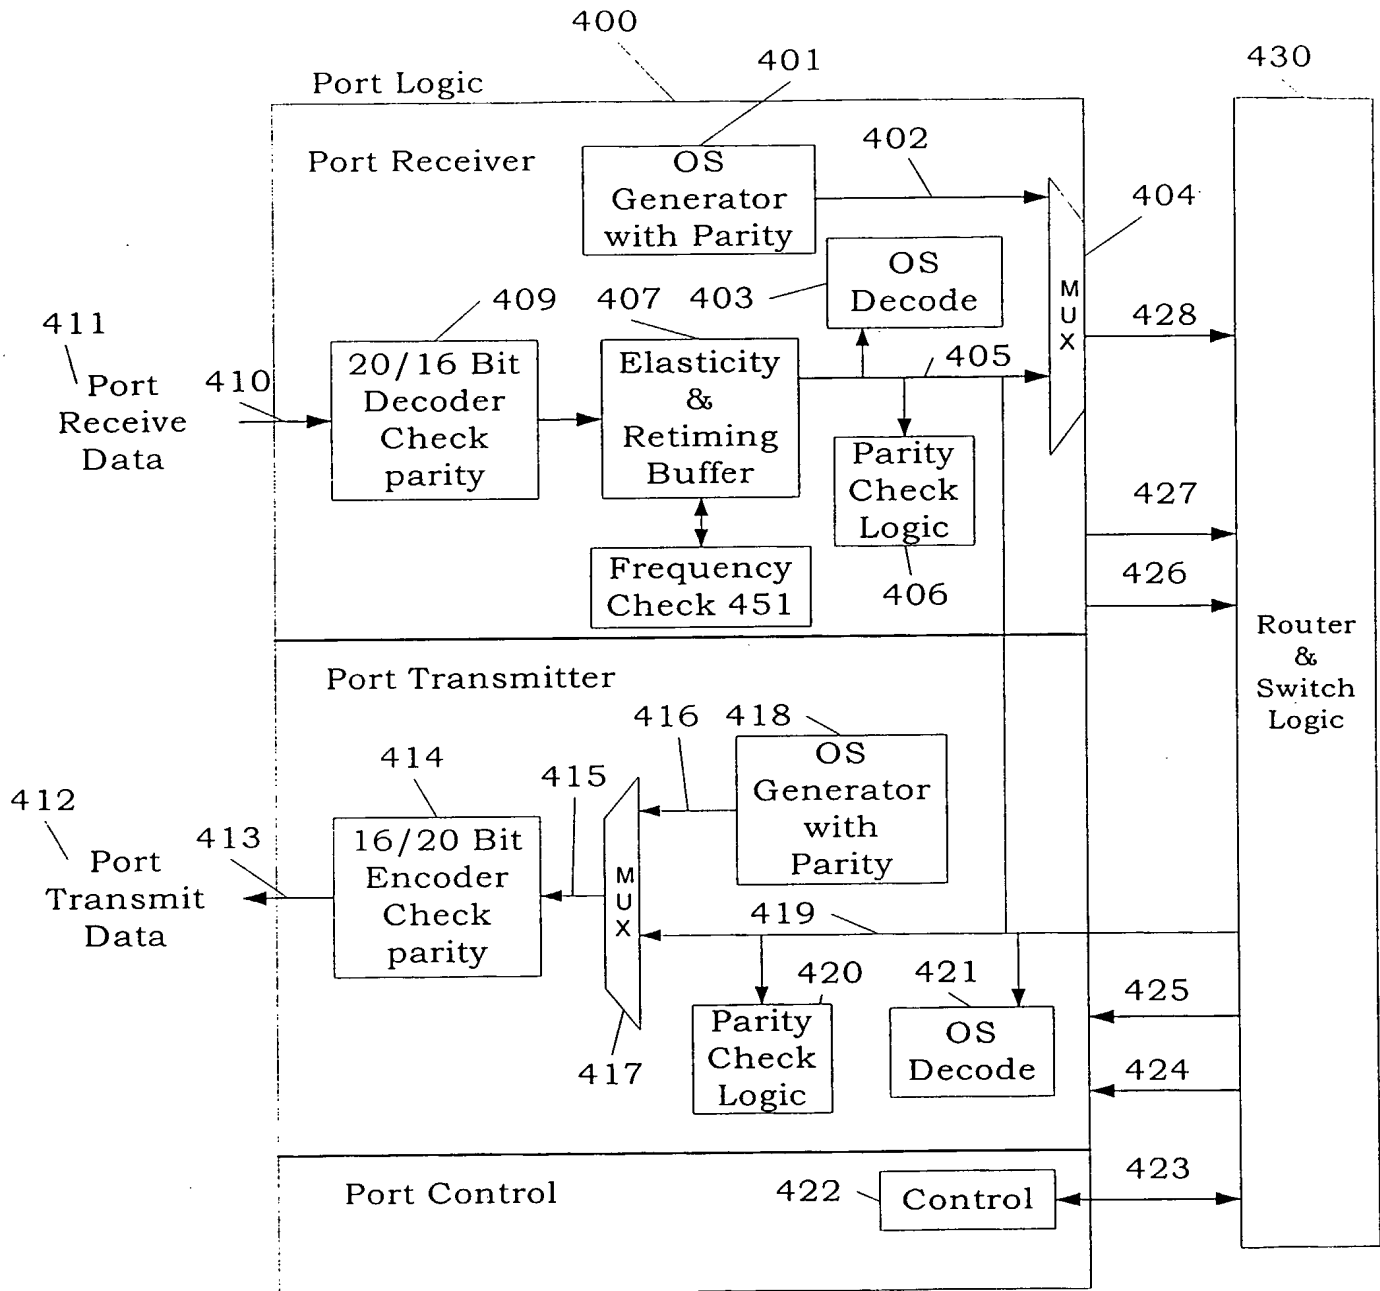 400
401
430
Port Logic
402
Port Receiver
OS
Generator
with Parity
404
OS
Decode
403
409
407
MUX
428
411
405
20/16 Bit
Decoder
Check
parity
Elasticity
&
Retiming
Buffer
Port
Receive
Data
410
Parity
Check
Logic
427
Frequency
Check 451
406
426
Router
&
Switch
Logic
Port Transmitter
416
418
414
415
OS
Generator
with
Parity
412
413
16/20 Bit
Encoder
Check
parity
MUX
Port
Transmit
Data
419
420
421
425
Parity
Check
Logic
OS
Decode
417
424
Port Control
422
Control
423